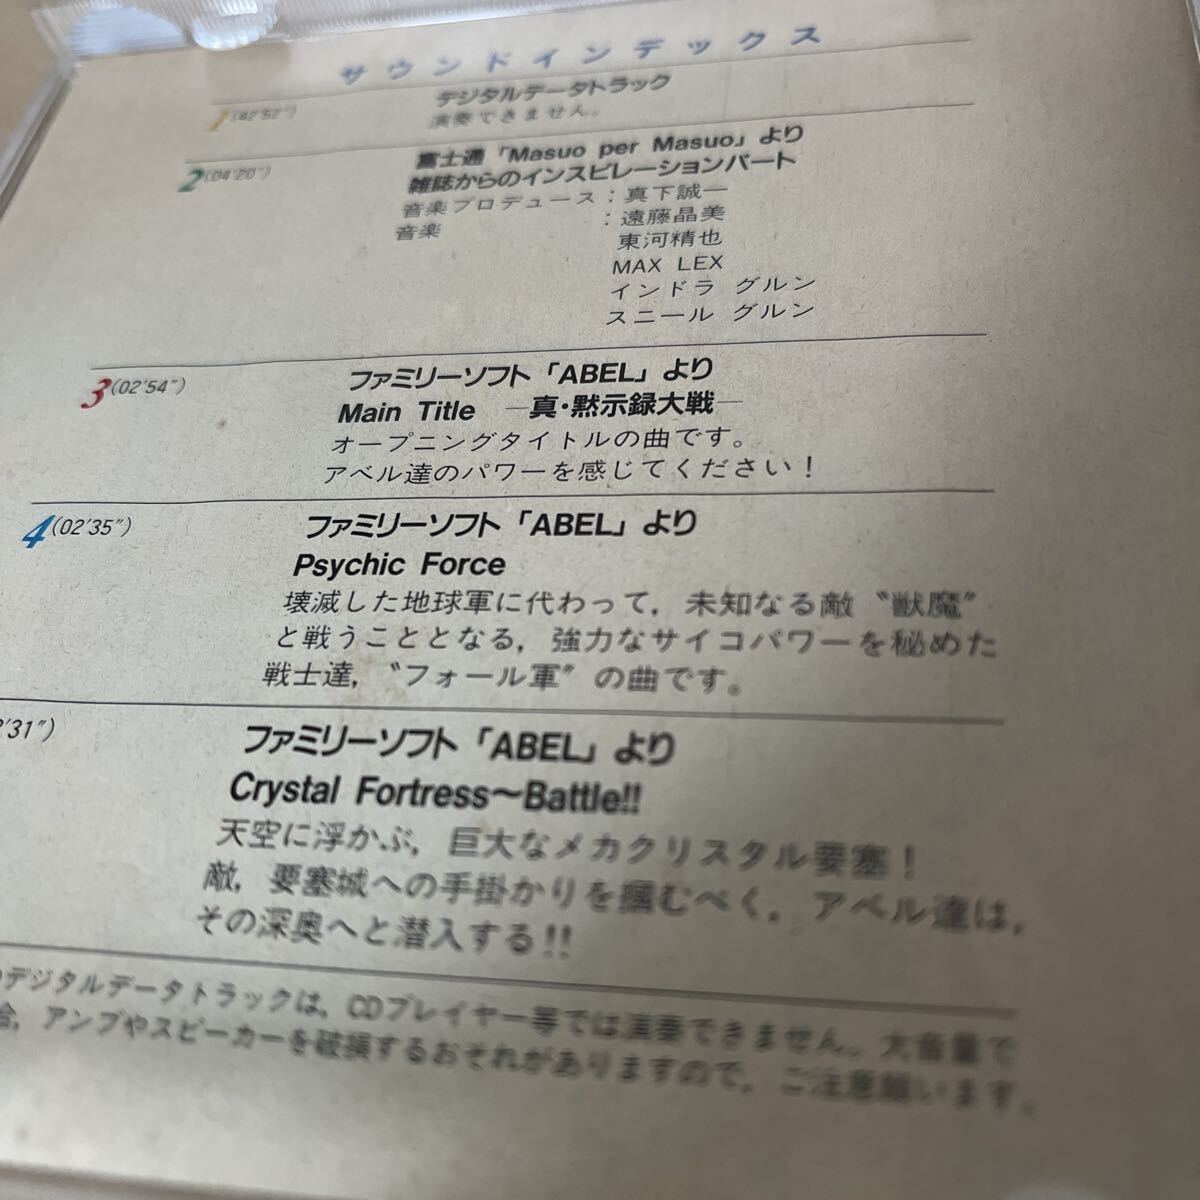 サウンドインデックス
1(42'52") デジタルデータトラック
演奏できません。
2(04'20") 富士通「Masuo per Masuo」より
雑誌からのインスピレーションパート
音楽プロデュース：真下誠一
音楽 ：遠藤晶美
東河精也
MAX LEX
インドラ グルン
スニール グルン
3(02'54") ファミリーソフト「ABEL」より
Main Title ―真・黙示録大戦―
オープニングタイトルの曲です。
アベル達のパワーを感じてください！
4(02'35") ファミリーソフト「ABEL」より
Psychic Force
壊滅した地球軍に代わって，未知なる敵〝獣魔〟
と戦うこととなる，強力なサイコパワーを秘めた
戦士達，〝フォール軍〟の曲です。
'31") ファミリーソフト「ABEL」より
Crystal Fortress～Battle!!
天空に浮かぶ，巨大なメカクリスタル要塞！
敵，要塞城への手掛かりを掴むべく，アベル達は，
その深奥へと潜入する!!
デジタルデータトラックは，CDプレイヤー等では演奏できません。大音量で
アンプやスピーカーを破損するおそれがありますので，ご注意願います。